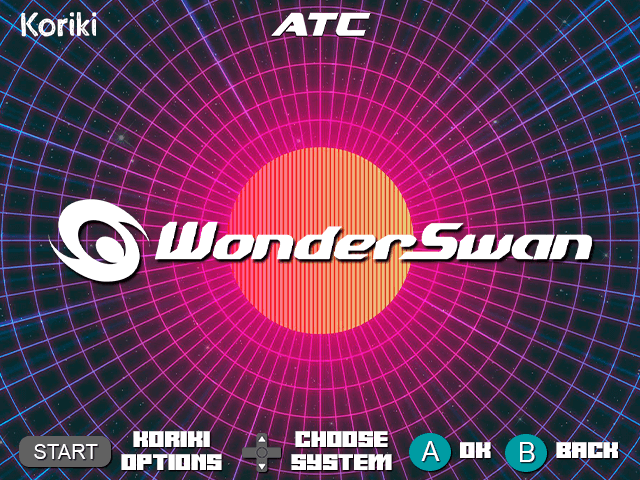 Koriki
ATC
WonderSwan
START
KORIKI
OPTIONS
CHOOSE
SYSTEM
A
OK
B
BACK